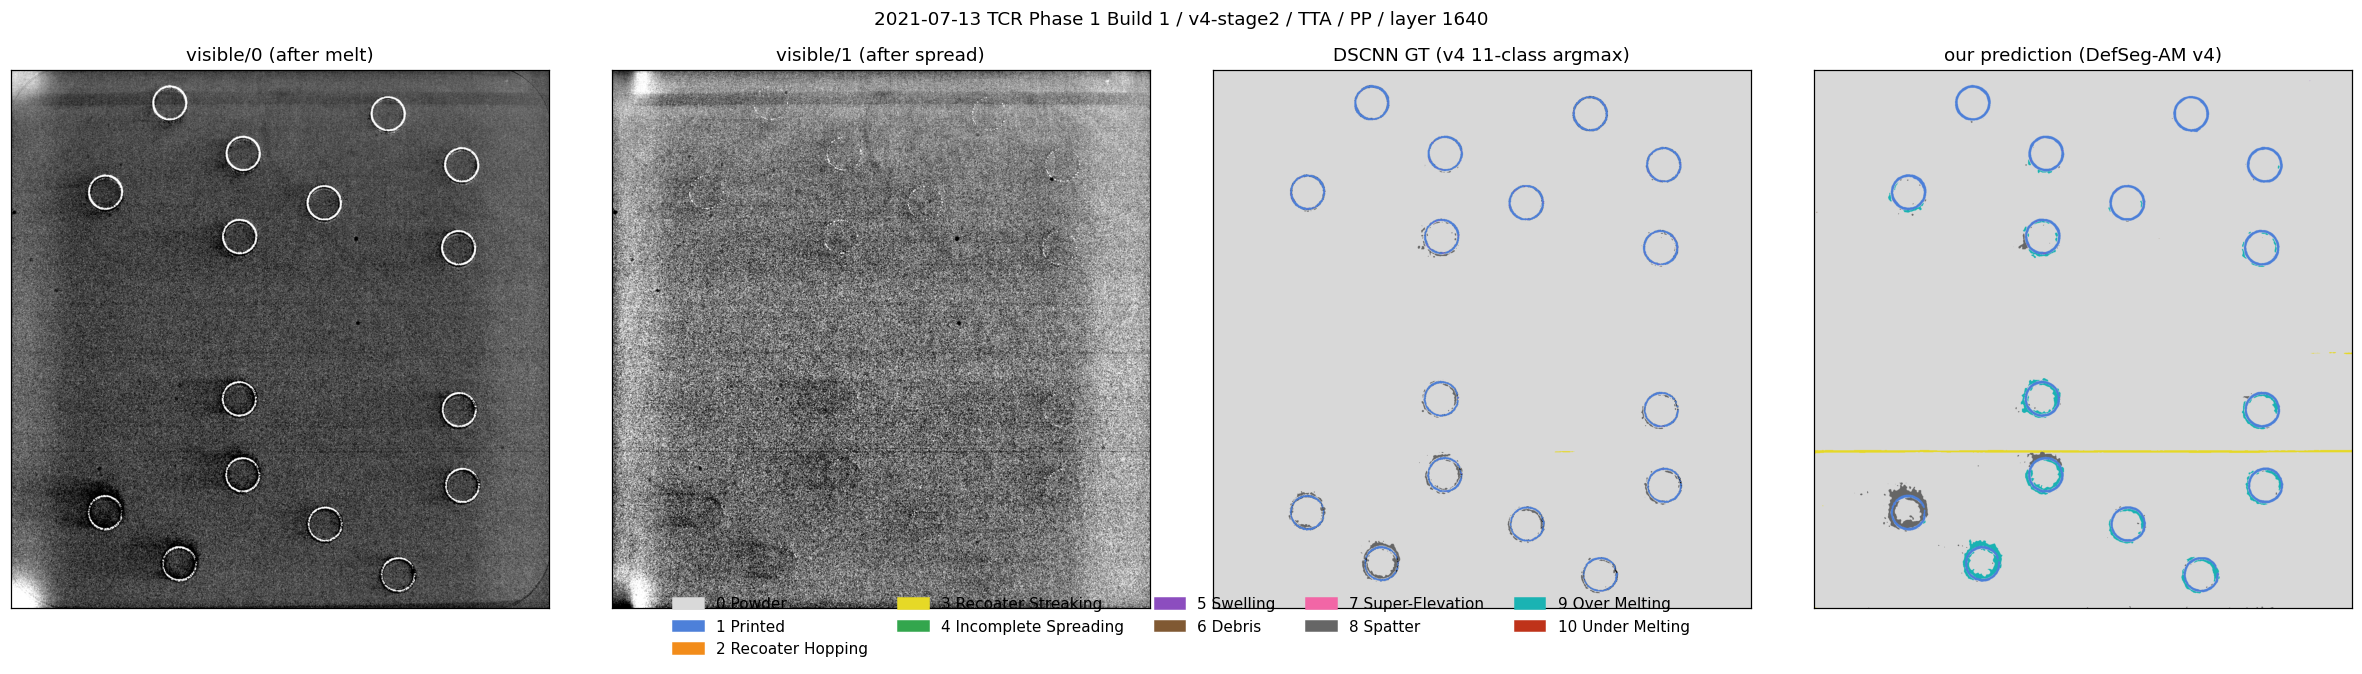 2021-07-13 TCR Phase 1 Build 1 / v4-stage2 / TTA / PP / layer 1640
visible/0 (after melt)
visible/1 (after spread)
DSCNN GT (v4 11-class argmax)
our prediction (DefSeg-AM v4)
0 Powder
1 Printed
2 Recoater Hopping
3 Recoater Streaking
4 Incomplete Spreading
5 Swelling
6 Debris
7 Super-Elevation
8 Spatter
9 Over Melting
10 Under Melting